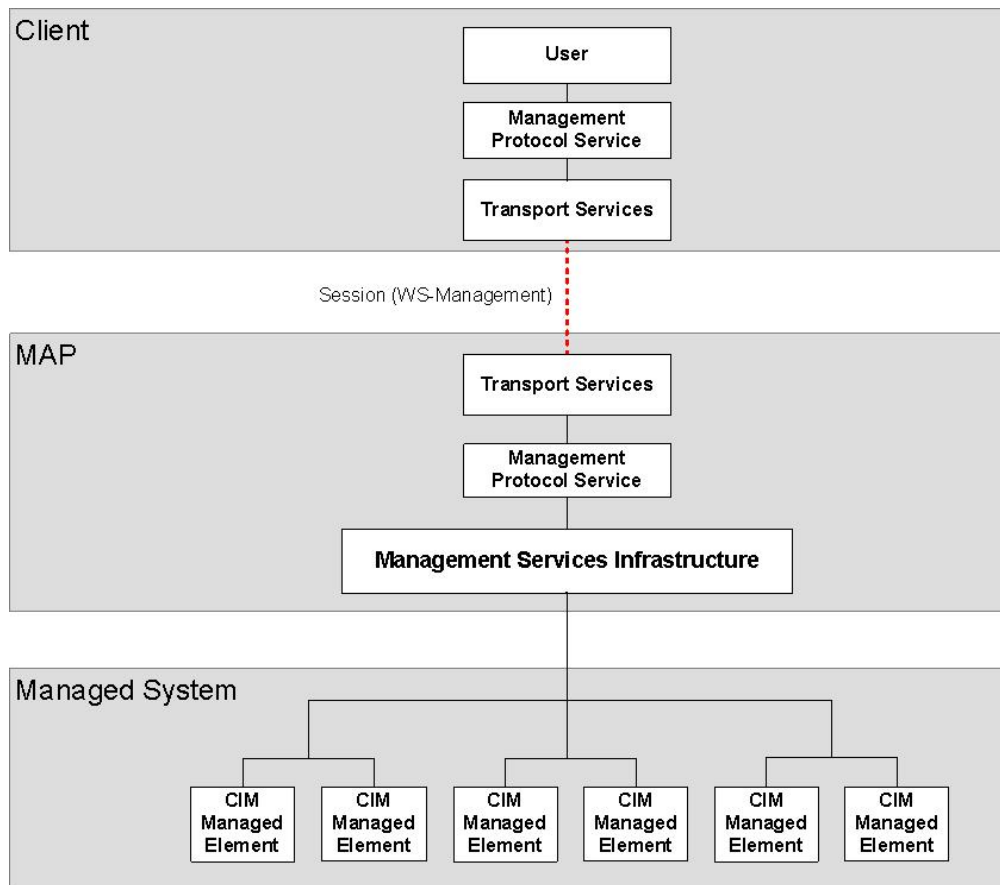 Client
User
Management
Protocol Service
Transport Services
Session (WS-Management)
MAP
Transport Services
Management
Protocol Service
Management Services Infrastructure
Managed System
CIM
Managed
Element
CIM
Managed
Element
CIM
Managed
Element
CIM
Managed
Element
CIM
Managed
Element
CIM
Managed
Element